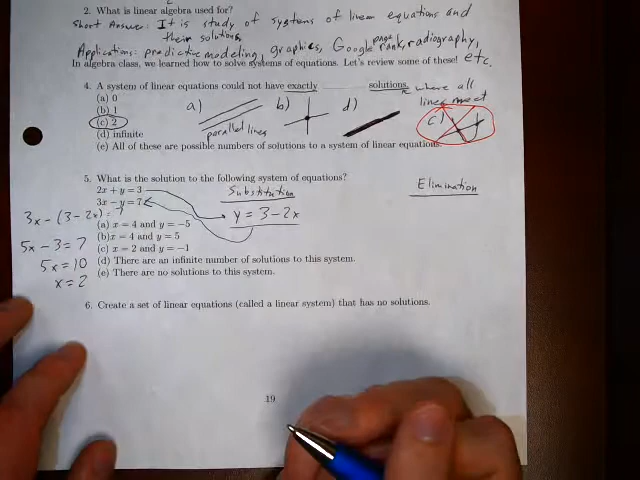 2. What is linear algebra used for?
Short Answer: It is study of systems of linear equations and
their solutions
Applications: predictive modeling, graphics, Google page rank, radiography,
In algebra class, we learned how to solve systems of equations. Let's review some of these! etc.
4. A system of linear equations could not have exactly ______ solutions. where all
lines meet
(a) 0
(b) 1
(c) 2
(d) infinite
(e) All of these are possible numbers of solutions to a system of linear equations.
a)
parallel lines
b)
d)
c)
5. What is the solution to the following system of equations?
2x + y = 3
3x − y = 7
Substitution
y = 3-2x
Elimination
3x - (3-2x) = 7
5x - 3 = 7
5x = 10
x = 2
(a) x = 4 and y = −5
(b) x = 4 and y = 5
(c) x = 2 and y = −1
(d) There are an infinite number of solutions to this system.
(e) There are no solutions to this system.
6. Create a set of linear equations (called a linear system) that has no solutions.
19